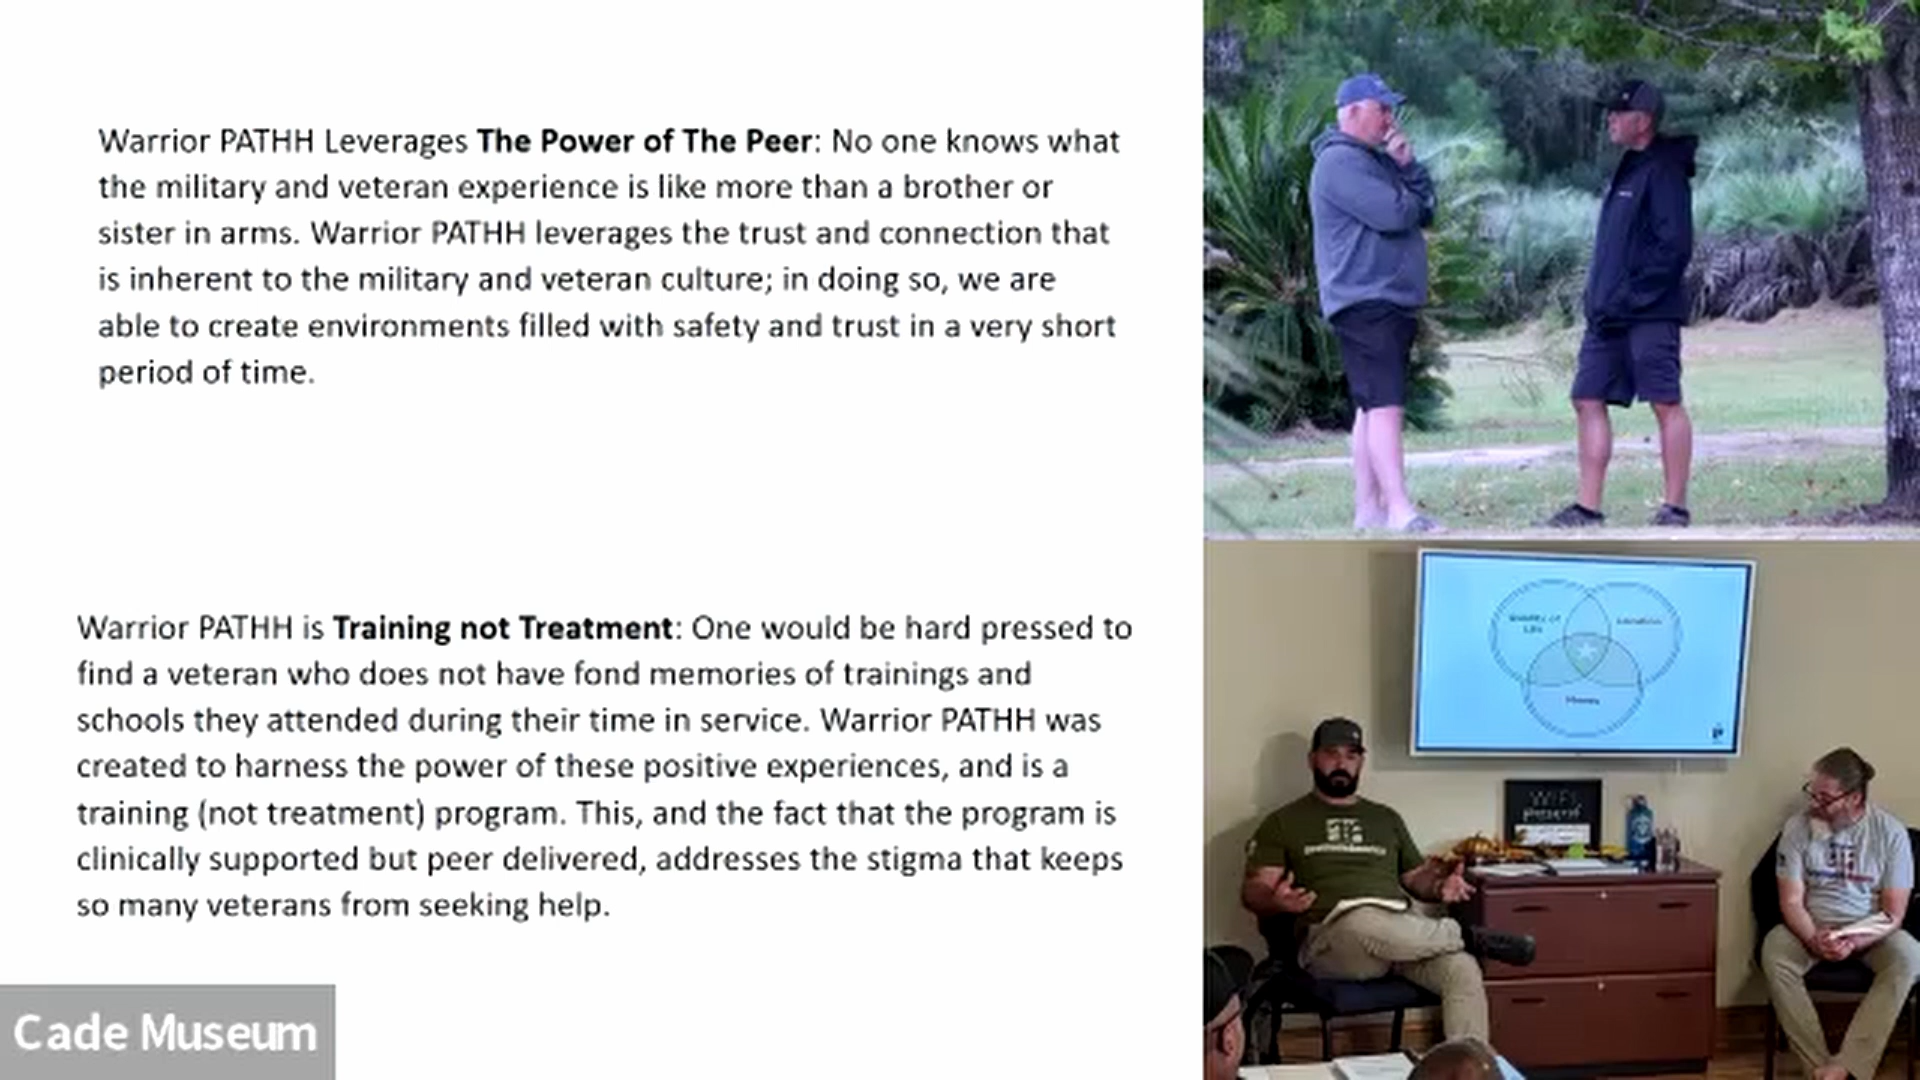 Warrior PATHH Leverages The Power of The Peer: No one knows what
the military and veteran experience is like more than a brother or
sister in arms. Warrior PATHH leverages the trust and connection that
is inherent to the military and veteran culture; in doing so, we are
able to create environments filled with safety and trust in a very short
period of time.
Warrior PATHH is Training not Treatment: One would be hard pressed to
find a veteran who does not have fond memories of trainings and
schools they attended during their time in service. Warrior PATHH was
created to harness the power of these positive experiences, and is a
training (not treatment) program. This, and the fact that the program is
clinically supported but peer delivered, addresses the stigma that keeps
so many veterans from seeking help.
Cade Museum
WIFI